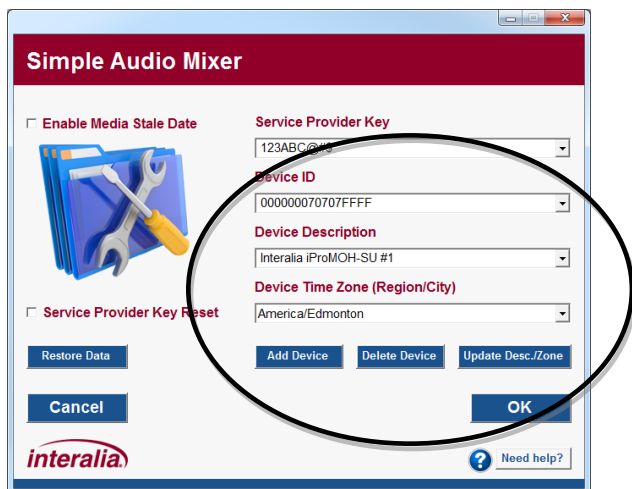 Simple Audio Mixer
Enable Media Stale Date
Service Provider Key
123ABC@#$
Device ID
000000070707FFFF
Device Description
Interalia iProMOH-SU #1
Device Time Zone (Region/City)
Service Provider Key Reset
America/Edmonton
Restore Data
Add Device
Delete Device
Update Desc./Zone
Cancel
OK
interalia
? Need help?